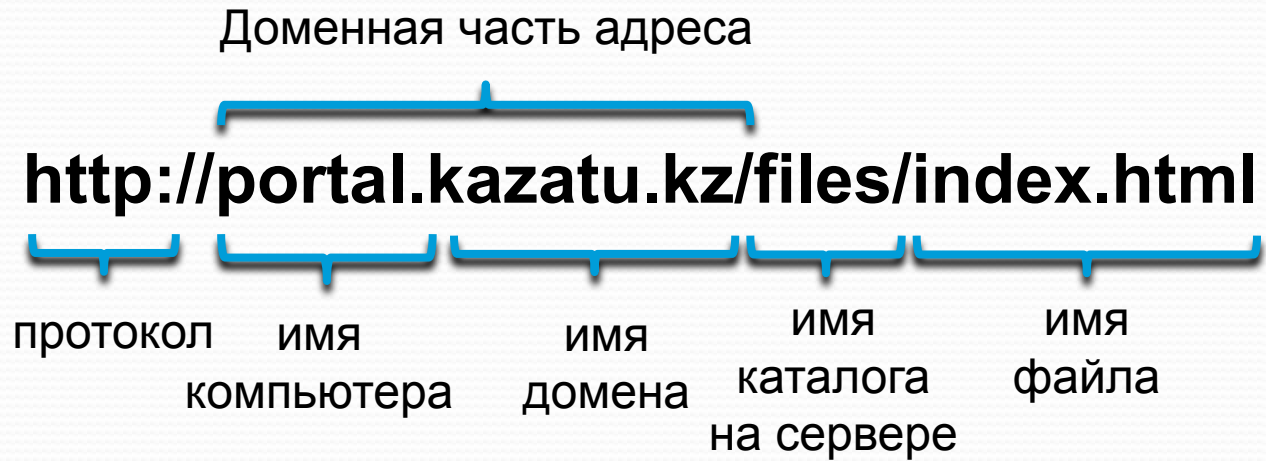 Доменная часть адреса
http://portal.kazatu.kz/files/index.html
протокол
имя
компьютера
имя
домена
имя
каталога
на сервере
имя
файла